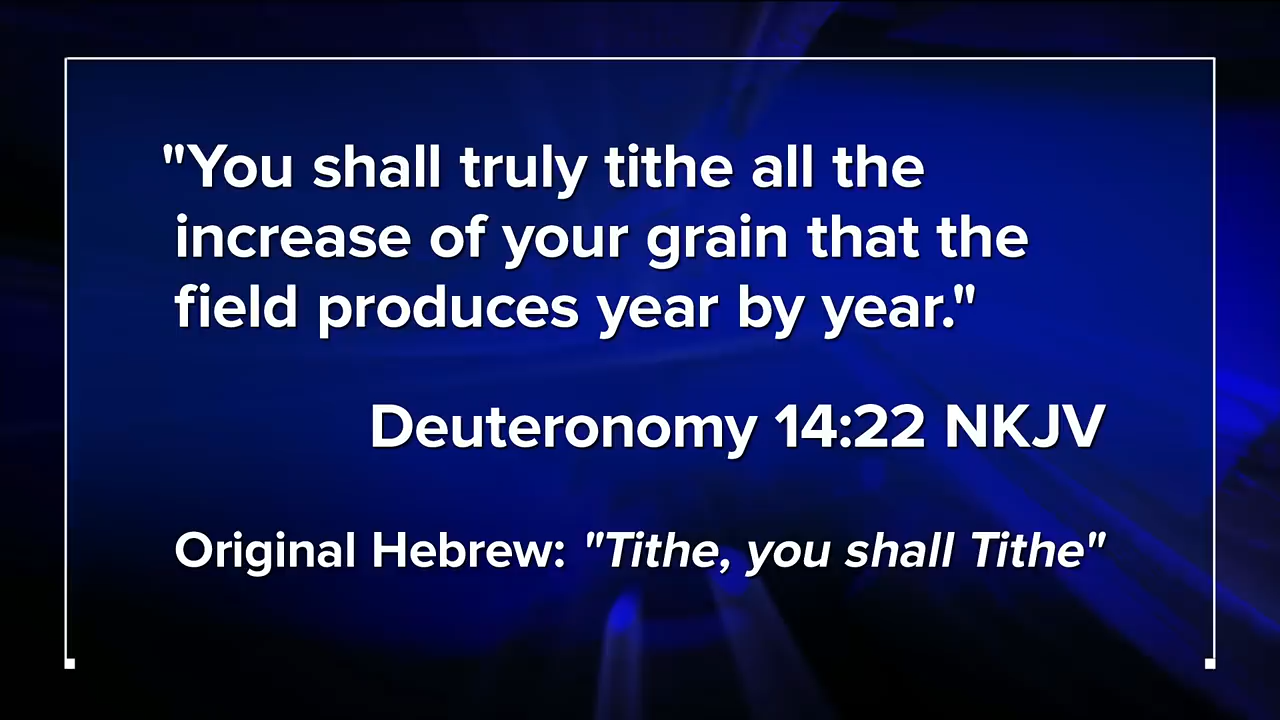 "You shall truly tithe all the
increase of your grain that the
field produces year by year."
Deuteronomy 14:22 NKJV
Original Hebrew: "Tithe, you shall Tithe"